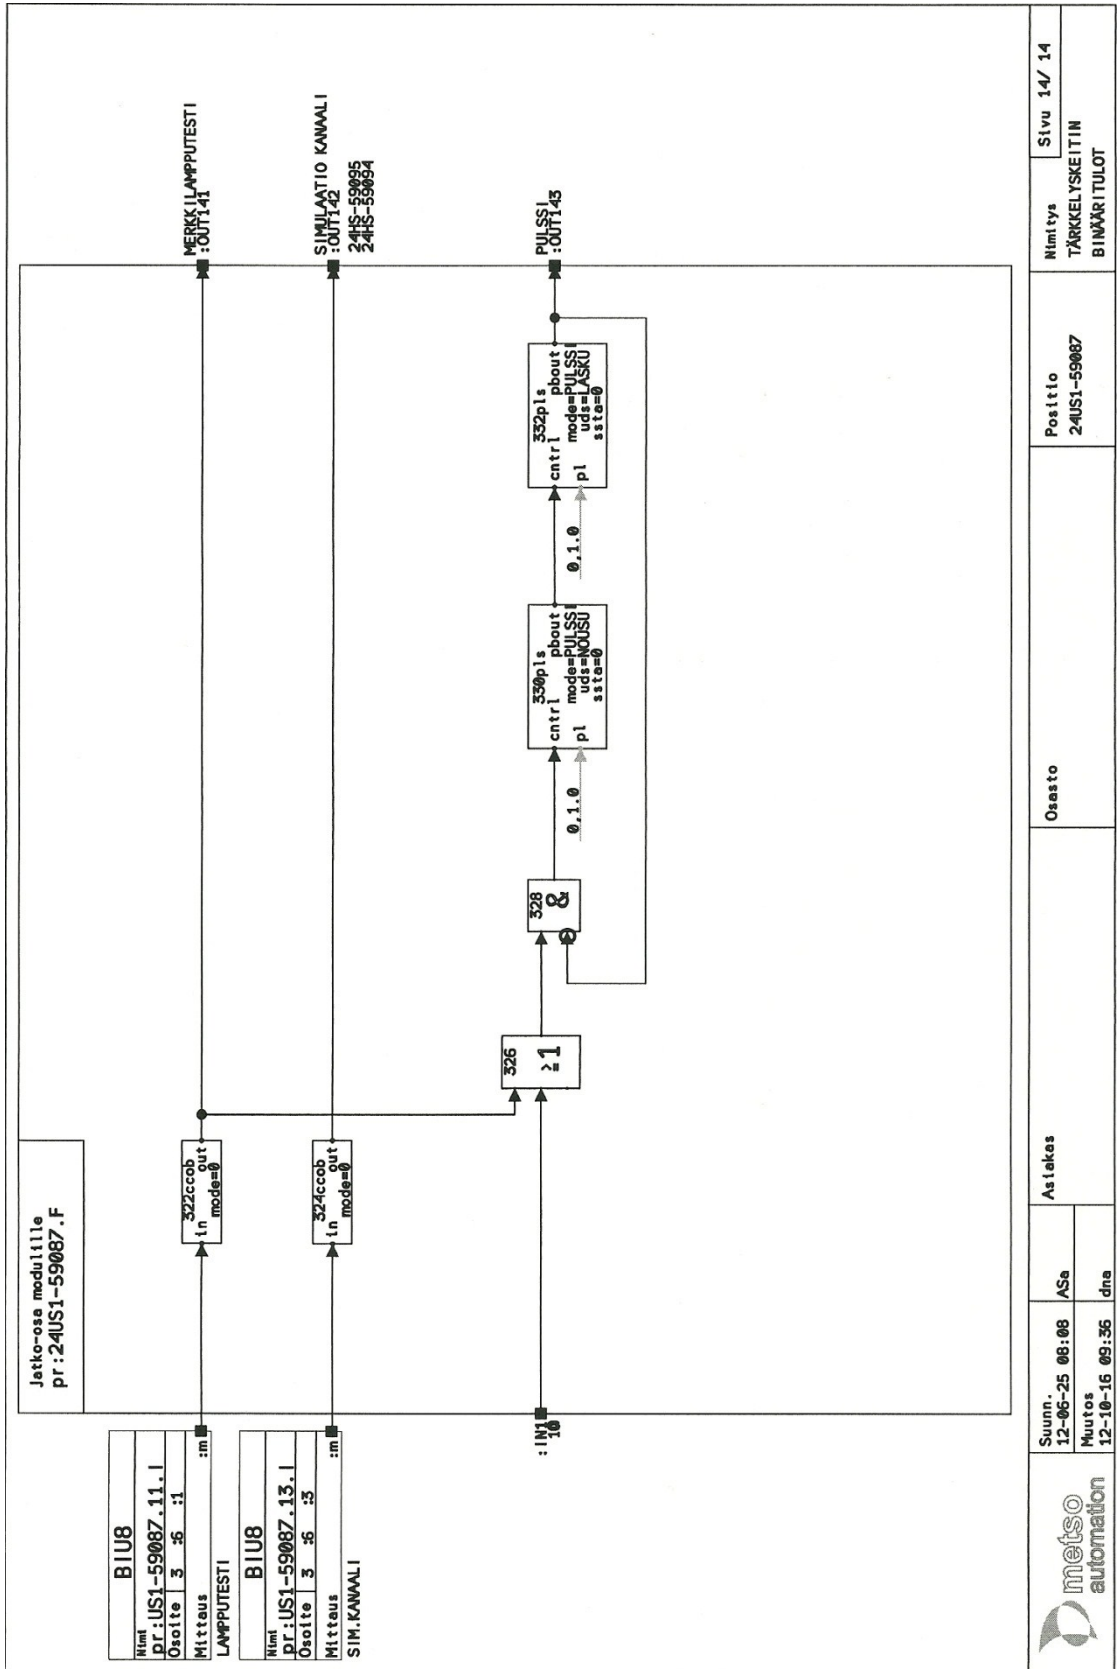 Jatko-osa modulille
pr:24US1-59087.F
BIU8
Nimi
pr:US1-59087.11.I
Osoite 3 :6 :1
Mittaus :m
LAMPPUTESTI
322ccob
in out
mode=0
MERKKILAMPPUTESTI
:OUT141
BIU8
Nimi
pr:US1-59087.13.I
Osoite 3 :6 :3
Mittaus :m
SIM.KANAALI
324ccob
in out
mode=0
SIMULAATIO KANAALI
:OUT142
24HS-59095
24HS-59094
326
≥1
328
&
0,1.0
330pls
cntrl pbout
mode=PULSSI
pl uds=NOUSU
ssta=0
0,1.0
332pls
cntrl pbout
mode=PULSSI
pl uds=LASKU
ssta=0
PULSSI
:OUT143
metso
automation
Suunn.
12-06-25 08:08 ASa
Muutos
12-10-16 09:36 dna
Asiakas
Osasto
Positio
24US1-59087
Nimitys
TÄRKKELYSKEITIN
BINÄÄRITULOT
Sivu 14/ 14